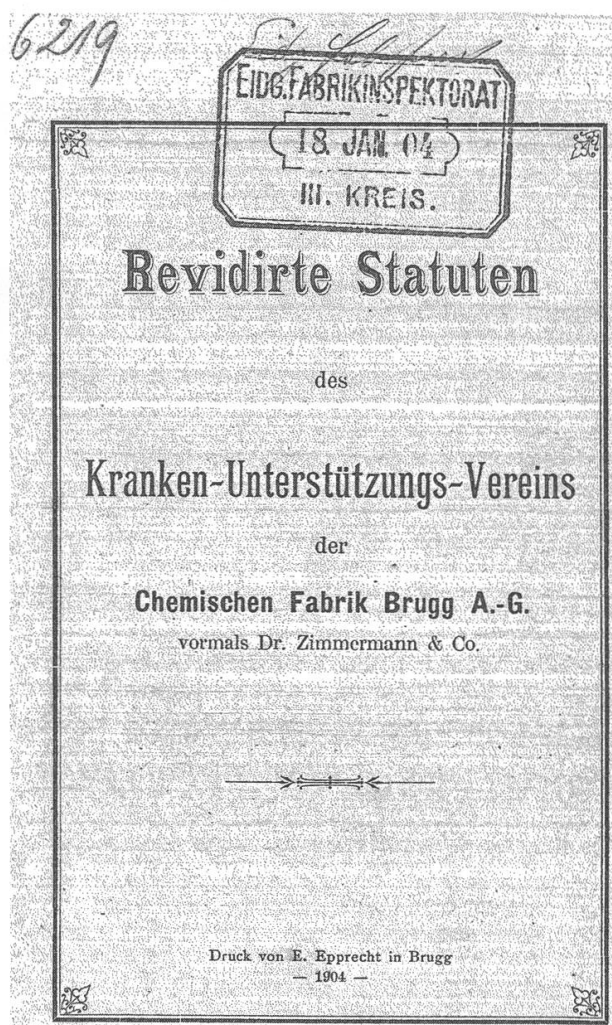 6219
EIDG. FABRIKINSPEKTORAT
18. JAN. 04
III. KREIS.
Revidirte Statuten
des
Kranken-Unterstützungs-Vereins
der
Chemischen Fabrik Brugg A.-G.
vormals Dr. Zimmermann & Co.
Druck von E. Epprecht in Brugg
— 1904 —